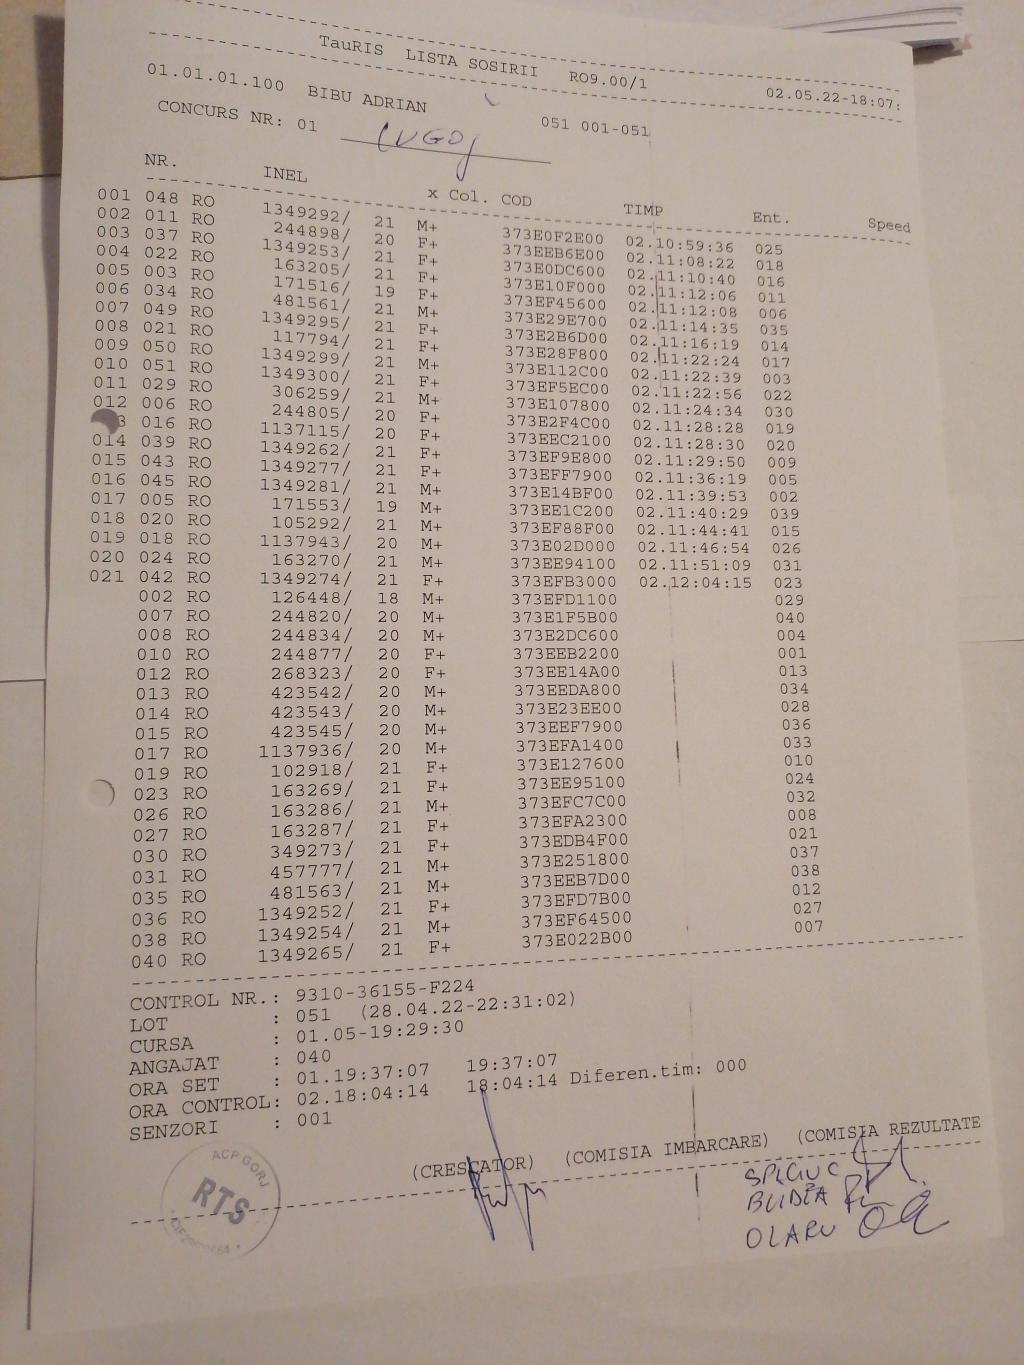 TauRIS LISTA SOSIRII RO9.00/1
01.01.01.100 BIBU ADRIAN 02.05.22-18:07:
CONCURS NR: 01 LUGOJ 051 001-051
NR. INEL x Col. COD TIMP Ent. Speed
001 048 RO 1349292/ 21 M+ 373E0F2E00 02.10:59:36 025
002 011 RO 244898/ 20 F+ 373EEB6E00 02.11:08:22 018
003 037 RO 1349253/ 21 F+ 373E0DC600 02.11:10:40 016
004 022 RO 163205/ 21 F+ 373E10F000 02.11:12:06 011
005 003 RO 171516/ 19 F+ 373EF45600 02.11:12:08 006
006 034 RO 481561/ 21 M+ 373E29E700 02.11:14:35 035
007 049 RO 1349295/ 21 F+ 373E2B6D00 02.11:16:19 014
008 021 RO 117794/ 21 F+ 373E28F800 02.11:22:24 017
009 050 RO 1349299/ 21 M+ 373E112C00 02.11:22:39 003
010 051 RO 1349300/ 21 F+ 373EF5EC00 02.11:22:56 022
011 029 RO 306259/ 21 M+ 373E107800 02.11:24:34 030
012 006 RO 244805/ 20 F+ 373E2F4C00 02.11:28:28 019
3 016 RO 1137115/ 20 F+ 373EEC2100 02.11:28:30 020
014 039 RO 1349262/ 21 F+ 373EF9E800 02.11:29:50 009
015 043 RO 1349277/ 21 F+ 373EFF7900 02.11:36:19 005
016 045 RO 1349281/ 21 M+ 373E14BF00 02.11:39:53 002
017 005 RO 171553/ 19 M+ 373EE1C200 02.11:40:29 039
018 020 RO 105292/ 21 M+ 373EF88F00 02.11:44:41 015
019 018 RO 1137943/ 20 M+ 373E02D000 02.11:46:54 026
020 024 RO 163270/ 21 M+ 373EE94100 02.11:51:09 031
021 042 RO 1349274/ 21 F+ 373EFB3000 02.12:04:15 023
002 RO 126448/ 18 M+ 373EFD1100 029
007 RO 244820/ 20 M+ 373E1F5B00 040
008 RO 244834/ 20 M+ 373E2DC600 004
010 RO 244877/ 20 F+ 373EEB2200 001
012 RO 268323/ 20 F+ 373EE14A00 013
013 RO 423542/ 20 M+ 373EEDA800 034
014 RO 423543/ 20 M+ 373E23EE00 028
015 RO 423545/ 20 M+ 373EEF7900 036
017 RO 1137936/ 20 M+ 373EFA1400 033
019 RO 102918/ 21 F+ 373E127600 010
023 RO 163269/ 21 F+ 373EE95100 024
026 RO 163286/ 21 M+ 373EFC7C00 032
027 RO 163287/ 21 F+ 373EFA2300 008
030 RO 349273/ 21 F+ 373EDB4F00 021
031 RO 457777/ 21 M+ 373E251800 037
035 RO 481563/ 21 M+ 373EEB7D00 038
036 RO 1349252/ 21 F+ 373EFD7B00 012
038 RO 1349254/ 21 M+ 373EF64500 027
040 RO 1349265/ 21 F+ 373E022B00 007
CONTROL NR.: 9310-36155-F224
LOT : 051 (28.04.22-22:31:02)
CURSA : 01.05-19:29:30
ANGAJAT : 040
ORA SET : 01.19:37:07 19:37:07
ORA CONTROL: 02.18:04:14 18:04:14 Diferen.tim: 000
SENZORI : 001
(CRESCATOR) (COMISIA IMBARCARE) (COMISIA REZULTATE
ACP GORJ
RTS
OLARU